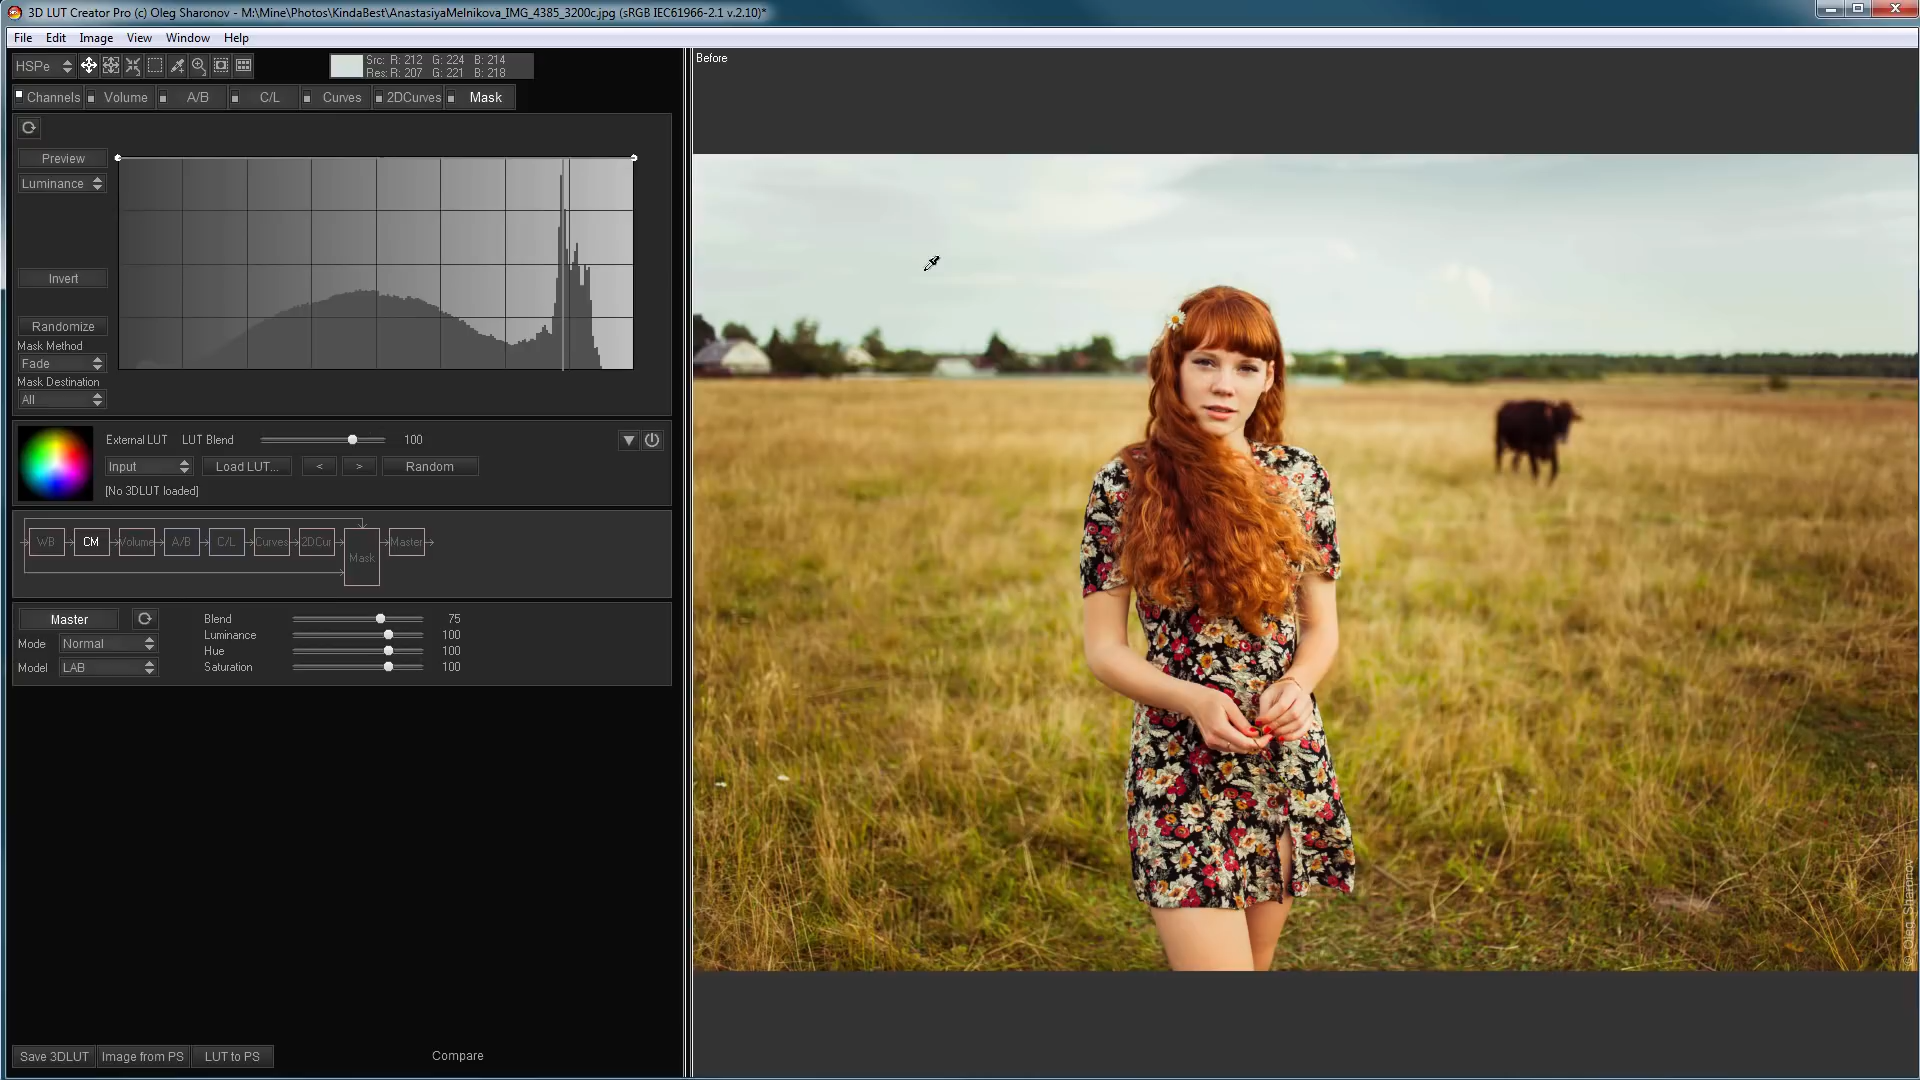 3D LUT Creator Pro (c) Oleg Sharonov - M:\Mine\Photos\KindaBest\AnastasiyaMelnikova_IMG_4385_3200c.jpg (sRGB IEC61966-2.1 v.2.10)*
File Edit Image View Window Help
HSPe
Src: R: 212 G: 224 B: 214
Res: R: 207 G: 221 B: 218
Before
Channels Volume A/B C/L Curves 2DCurves Mask
Preview
Luminance
Invert
Randomize
Mask Method
Fade
Mask Destination
All
External LUT LUT Blend 100
Input Load LUT... < > Random
[No 3DLUT loaded]
WB CM Volume A/B C/L Curves 2DCur Mask Master
Master Blend 75
Luminance 100
Mode Normal Hue 100
Model LAB Saturation 100
Save 3DLUT Image from PS LUT to PS Compare
© Oleg_Sharonov